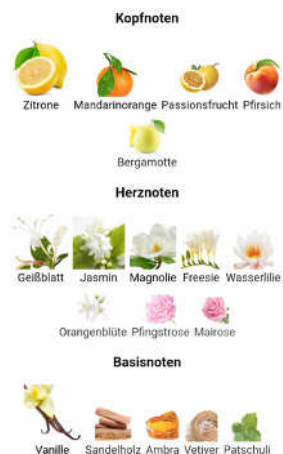 Kopfnoten
Zitrone Mandarinorange Passionsfrucht Pfirsich
Bergamotte
Herznoten
Geißblatt Jasmin Magnolie Freesie Wasserlilie
Orangenblüte Pfingstrose Mairose
Basisnoten
Vanille Sandelholz Ambra Vetiver Patschuli